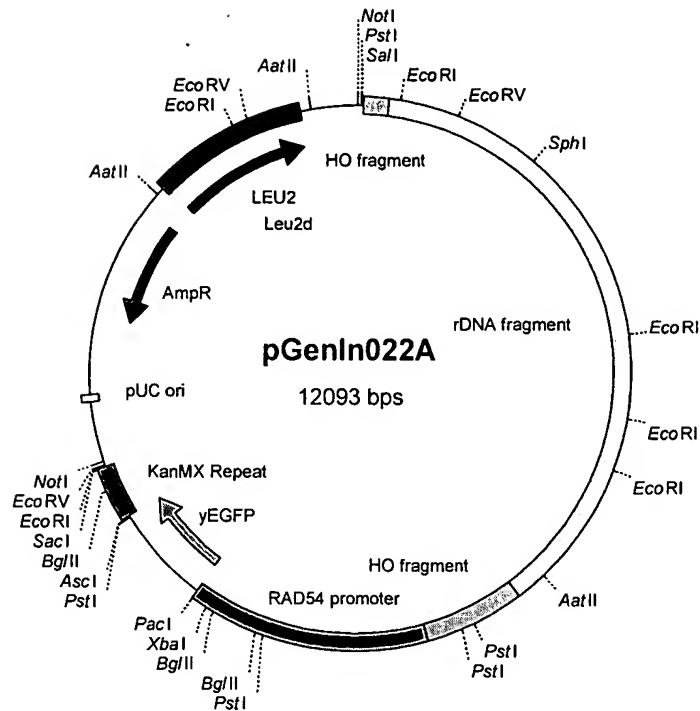 NotI
PstI
SalI
EcoRI
EcoRV
SphI
EcoRI
EcoRI
EcoRI
AatII
PstI
PstI
PstI
BglII
BglII
XbaI
PacI
PstI
AscI
BglII
SacI
EcoRI
EcoRV
NotI
AatII
EcoRI
EcoRV
AatII
HO fragment
LEU2
Leu2d
AmpR
rDNA fragment
pGenIn022A
12093 bps
pUC ori
KanMX Repeat
yEGFP
HO fragment
RAD54 promoter